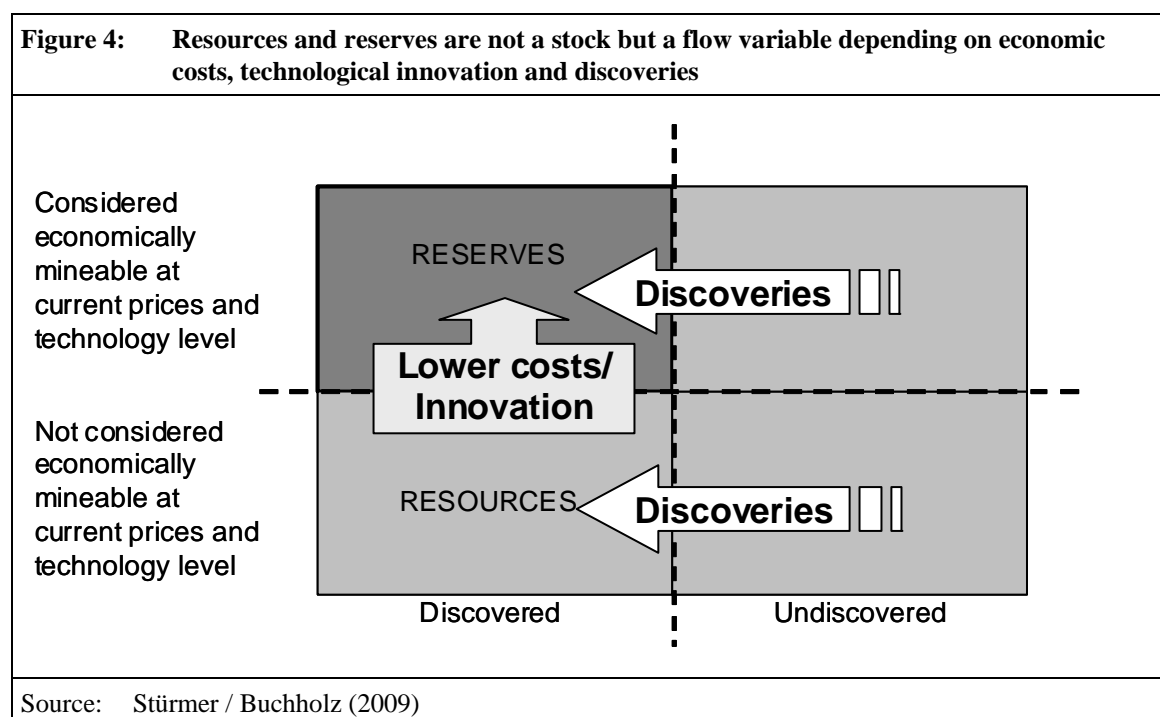 Figure 4: Resources and reserves are not a stock but a flow variable depending on economic
costs, technological innovation and discoveries
Considered
economically
mineable at
current prices and
technology level
RESERVES
Discoveries
Lower costs/
Innovation
Not considered
economically
mineable at
current prices and
technology level
RESOURCES
Discoveries
Discovered
Undiscovered
Source: Stürmer / Buchholz (2009)